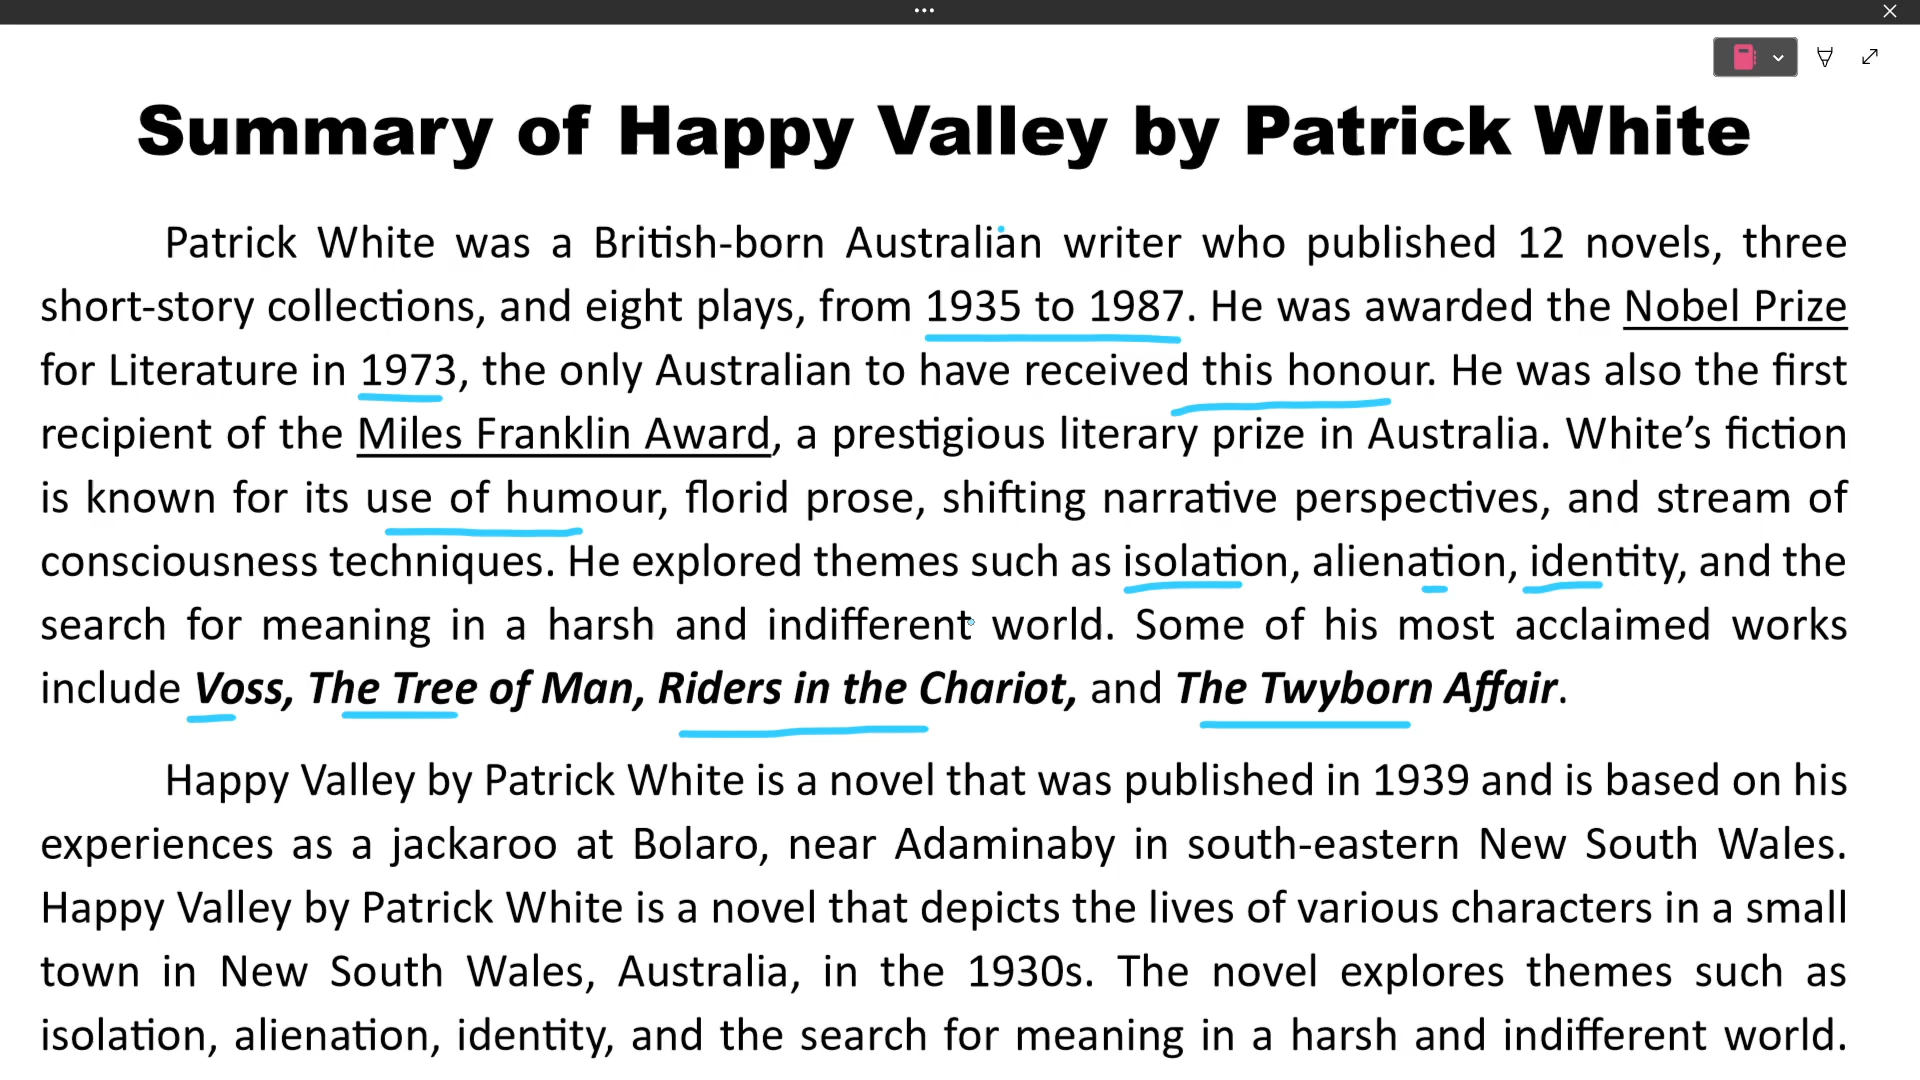 Summary of Happy Valley by Patrick White
Patrick White was a British-born Australian writer who published 12 novels, three
short-story collections, and eight plays, from 1935 to 1987. He was awarded the Nobel Prize
for Literature in 1973, the only Australian to have received this honour. He was also the first
recipient of the Miles Franklin Award, a prestigious literary prize in Australia. White’s fiction
is known for its use of humour, florid prose, shifting narrative perspectives, and stream of
consciousness techniques. He explored themes such as isolation, alienation, identity, and the
search for meaning in a harsh and indifferent world. Some of his most acclaimed works
include Voss, The Tree of Man, Riders in the Chariot, and The Twyborn Affair.
Happy Valley by Patrick White is a novel that was published in 1939 and is based on his
experiences as a jackaroo at Bolaro, near Adaminaby in south-eastern New South Wales.
Happy Valley by Patrick White is a novel that depicts the lives of various characters in a small
town in New South Wales, Australia, in the 1930s. The novel explores themes such as
isolation, alienation, identity, and the search for meaning in a harsh and indifferent world.